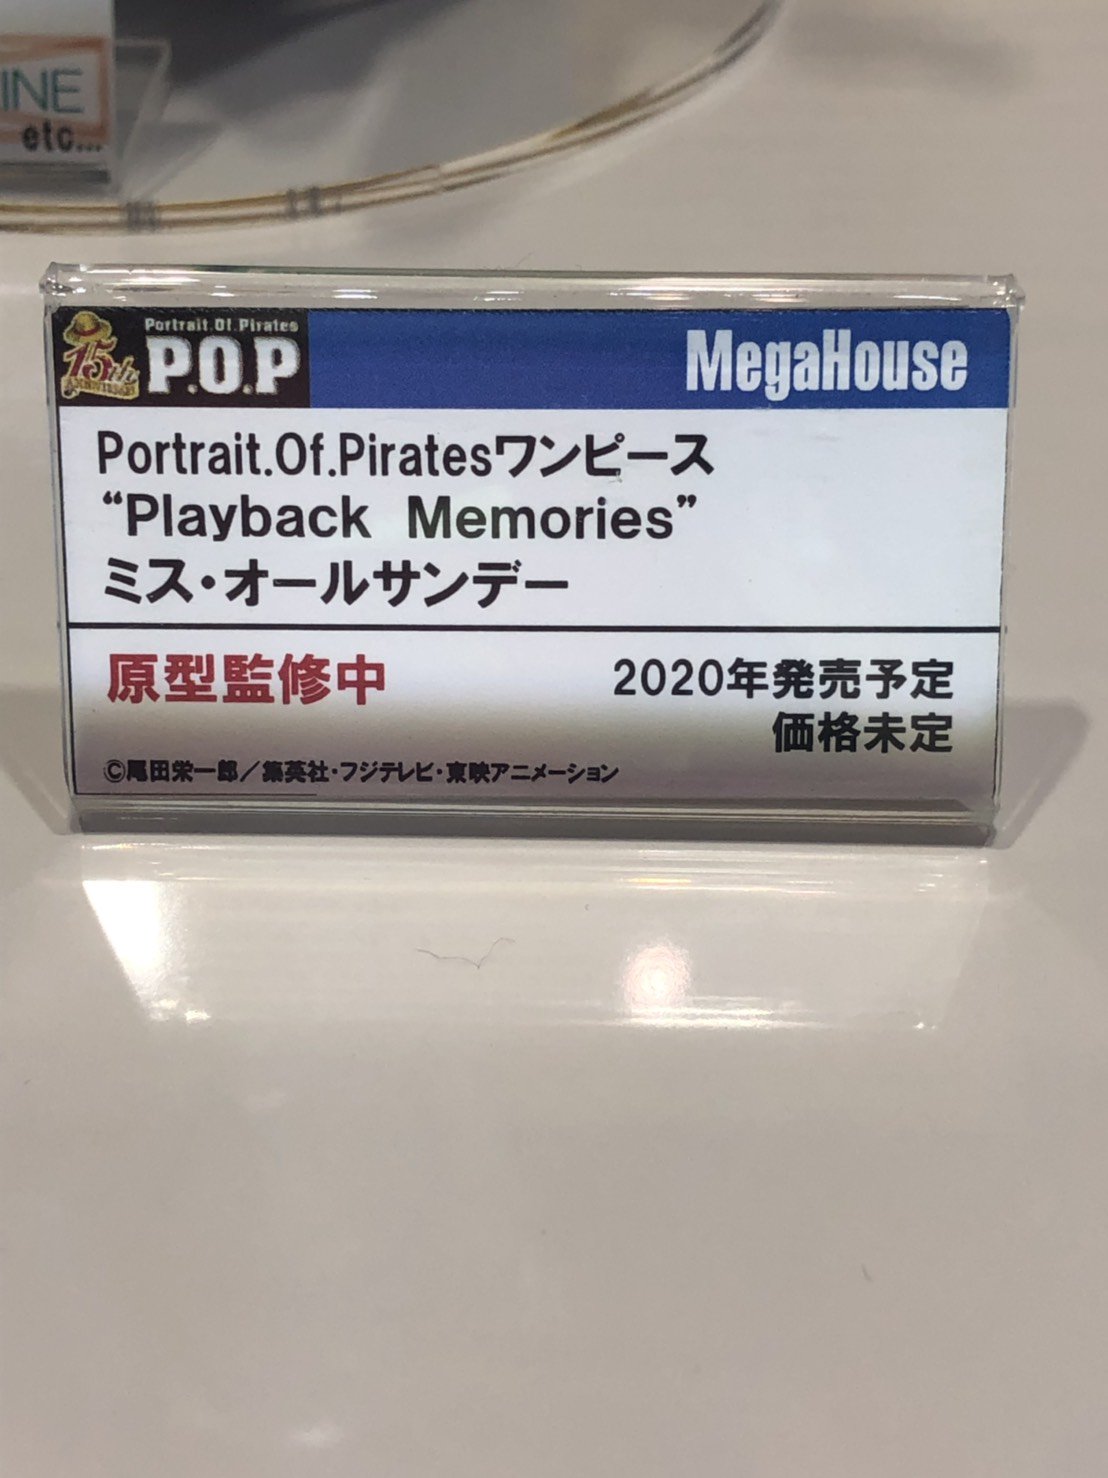 INE
etc...
Portrait.Of.Pirates
15th
ANNIVERSARY
P.O.P
MegaHouse
Portrait.Of.Piratesワンピース
“Playback Memories”
ミス・オールサンデー
原型監修中
2020年発売予定
価格未定
©尾田栄一郎／集英社・フジテレビ・東映アニメーション